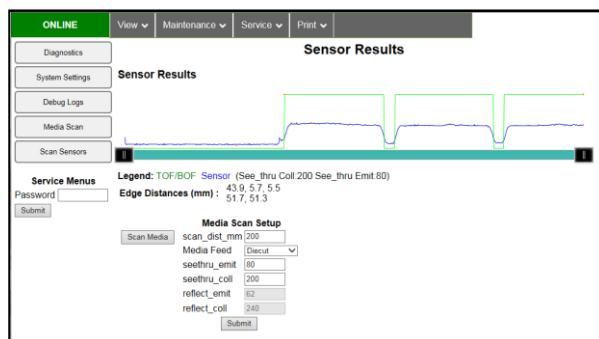 ONLINE View Maintenance Service Print
Diagnostics
System Settings
Debug Logs
Media Scan
Scan Sensors
Service Menus
Password
Submit
Sensor Results
Sensor Results
Legend: TOF/BOF Sensor (See_thru Coll:200 See_thru Emit:80)
Edge Distances (mm) : 43.9, 5.7, 5.5
51.7, 51.3
Media Scan Setup
Scan Media scan_dist_mm 200
Media Feed Diecut
seethru_emit 80
seethru_coll 200
reflect_emit 62
reflect_coll 240
Submit